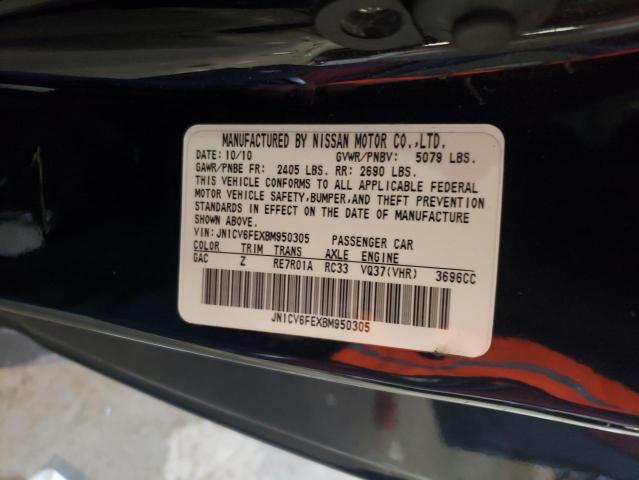 MANUFACTURED BY NISSAN MOTOR CO.,LTD.
DATE: 10/10 GVWR/PNBV: 5079 LBS.
GAWR/PNBE FR: 2405 LBS. RR: 2690 LBS.
THIS VEHICLE CONFORMS TO ALL APPLICABLE FEDERAL
MOTOR VEHICLE SAFETY,BUMPER,AND THEFT PREVENTION
STANDARDS IN EFFECT ON THE DATE OF MANUFACTURE
SHOWN ABOVE.
VIN: JN1CV6FEXBM950305 PASSENGER CAR
COLOR TRIM TRANS AXLE ENGINE
GAC Z RE7R01A RC33 VQ37(VHR) 3696CC
JN1CV6FEXBM950305